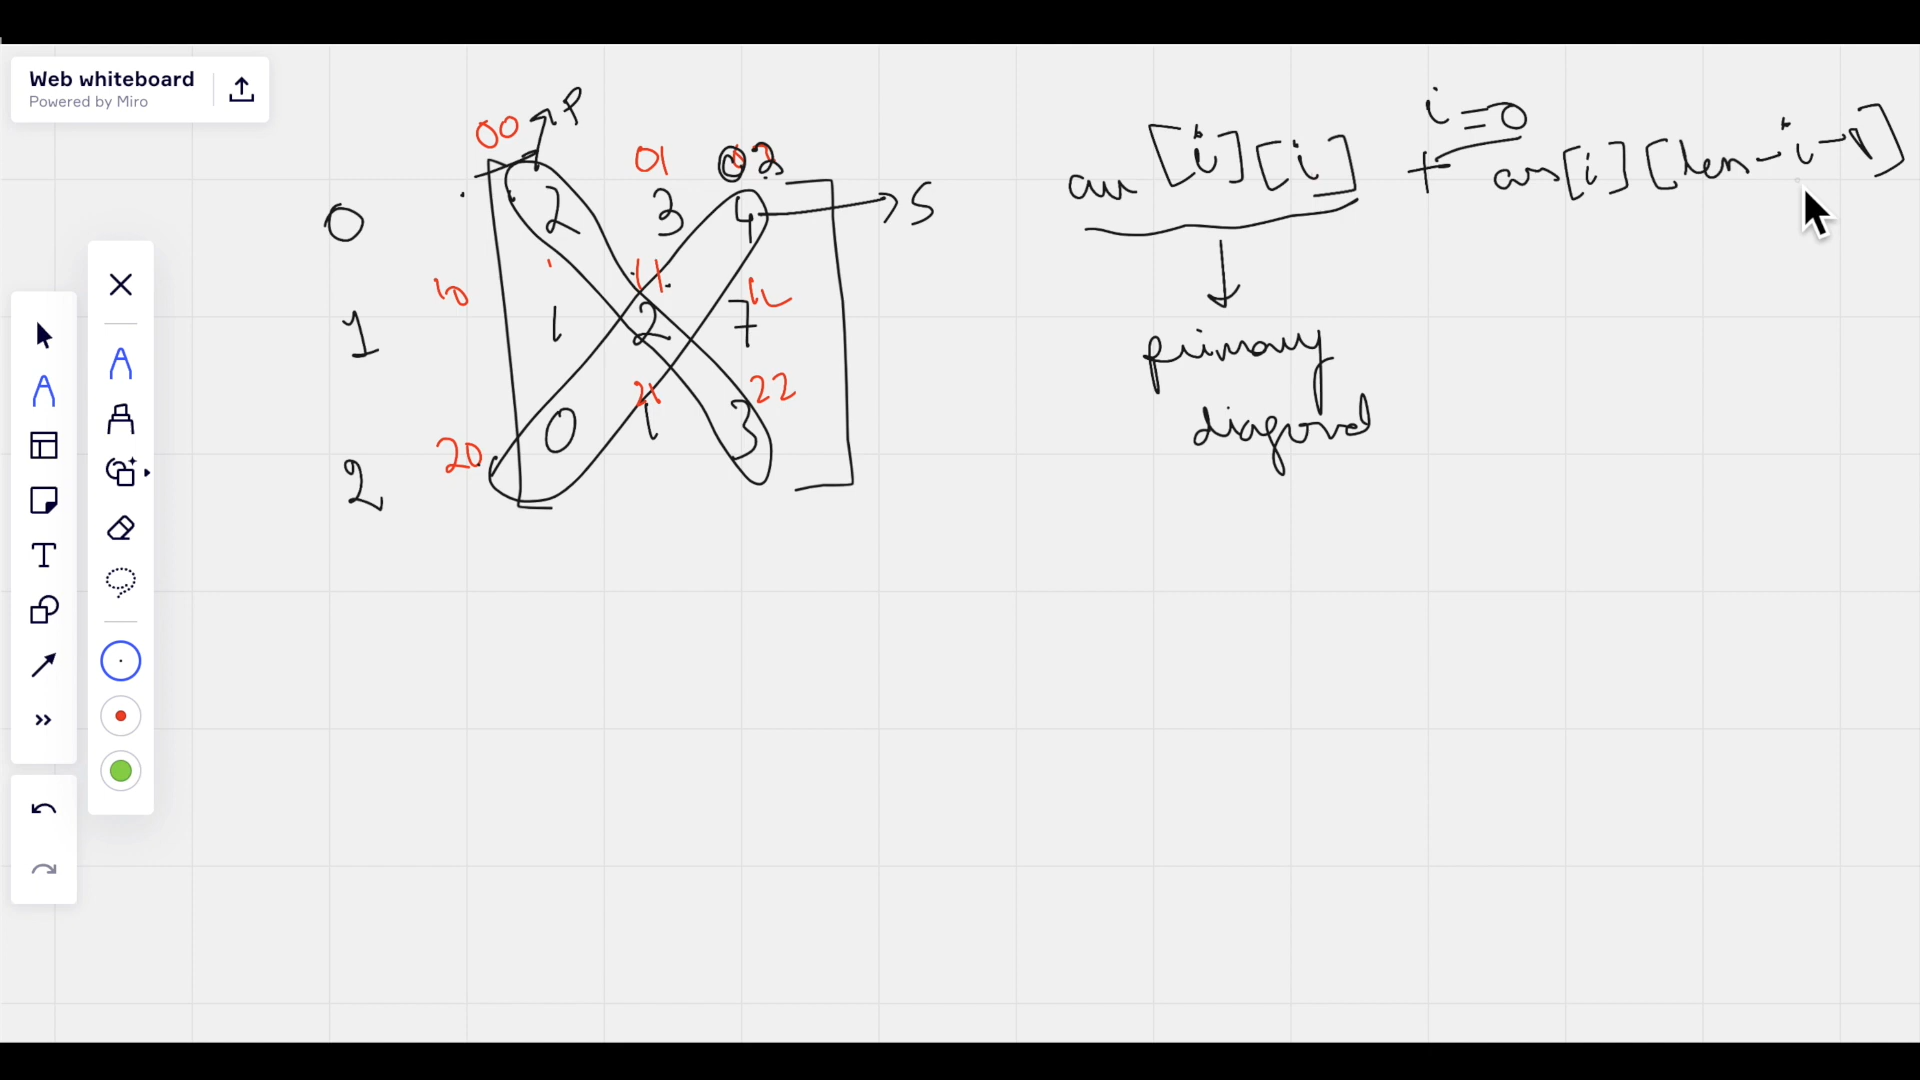 Web whiteboard
Powered by Miro
P
i = 0
00 01 02
arr [i][i] + arr[i][len-i-1]
0 2 3 4 → S
10 11 12
1 1 2 7
primary
20 21 22
2 0 1 3
diagonal
T